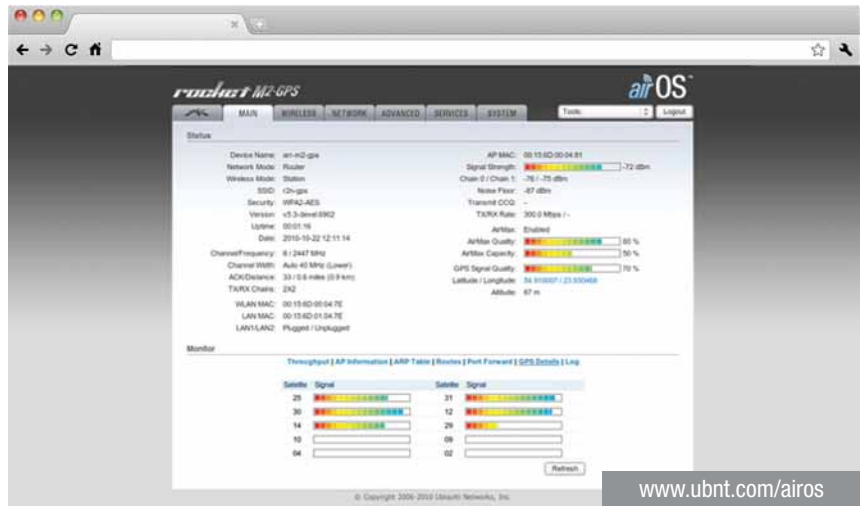 rocket M2-GPS
airOS™
MAIN WIRELESS NETWORK ADVANCED SERVICES SYSTEM Tools: Logout
Status
Device Name: arr-m2-gps
Network Mode: Router
Wireless Mode: Station
SSID: r2n-gps
Security: WPA2-AES
Version: v5.3-devel.6902
Uptime: 00:01:16
Date: 2010-10-22 12:11:14
Channel/Frequency: 8 / 2447 MHz
Channel Width: Auto 40 MHz (Lower)
ACK/Distance: 33 / 0.6 miles (0.9 km)
TX/RX Chains: 2X2
WLAN MAC: 00:15:6D:00:04:7E
LAN MAC: 00:15:6D:01:04:7E
LAN1/LAN2: Plugged / Unplugged
AP MAC: 00:15:6D:00:04:81
Signal Strength: -72 dBm
Chain 0 / Chain 1: -76 / -75 dBm
Noise Floor: -87 dBm
Transmit CCQ: -
TX/RX Rate: 300.0 Mbps / -
AirMax: Enabled
AirMax Quality: 80 %
AirMax Capacity: 50 %
GPS Signal Quality: 70 %
Latitude / Longitude:
Altitude: 67 m
Monitor
Throughput | AP Information | ARP Table | Routes | Port Forward | GPS Details | Log
Satellite Signal Satellite Signal
25 31
30 12
14 29
10 09
04 02
Refresh
© Copyright 2006-2010 Ubiquiti Networks, Inc.
www.ubnt.com/airos